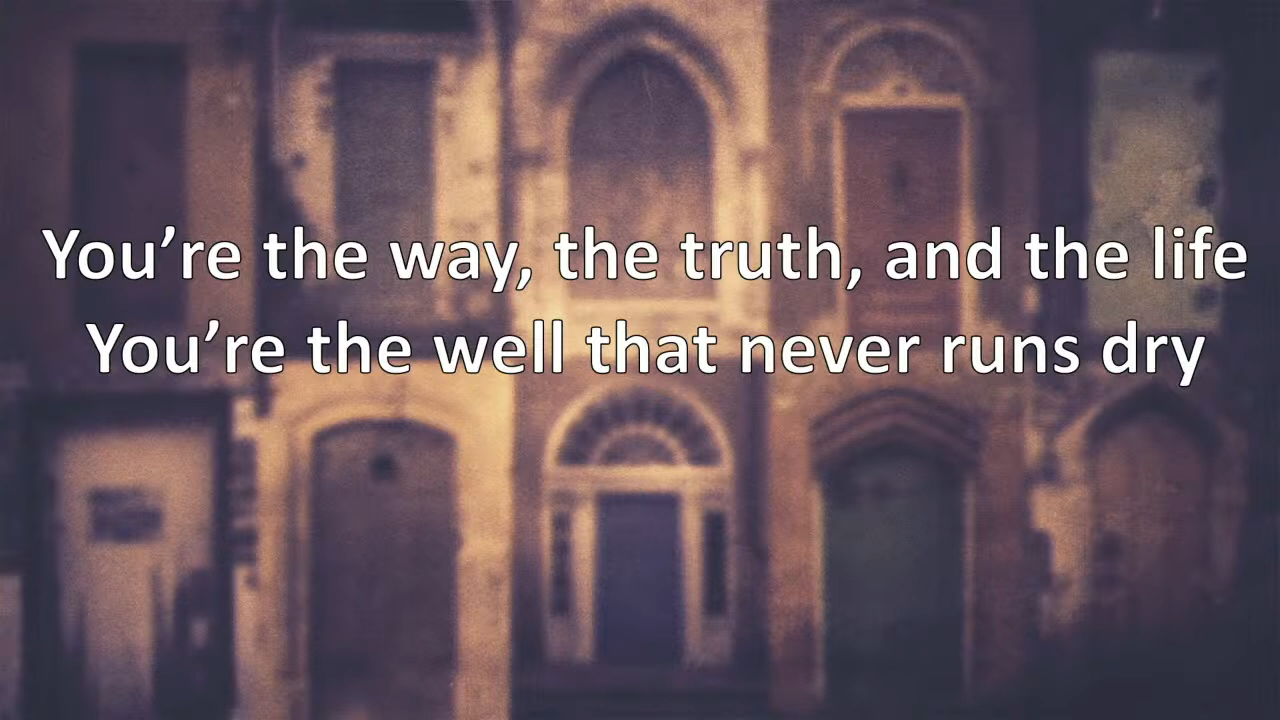 You’re the way, the truth, and the life
You’re the well that never runs dry